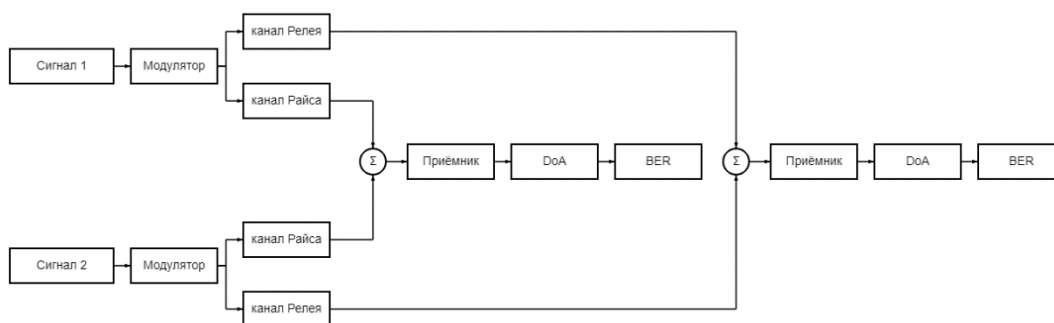 канал Релея
Сигнал 1
Модулятор
канал Райса
Σ
Приёмник
DoA
BER
Σ
Приёмник
DoA
BER
канал Райса
Сигнал 2
Модулятор
канал Релея